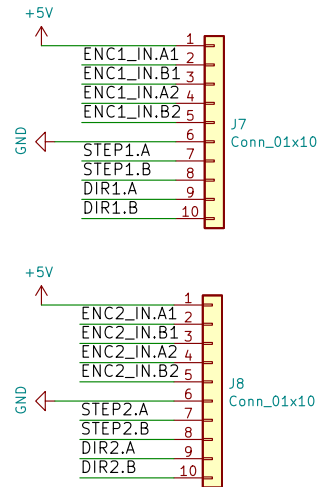 +5V
1
ENC1_IN.A1
2
ENC1_IN.B1
3
ENC1_IN.A2
4
ENC1_IN.B2
5
GND
6
STEP1.A
7
STEP1.B
8
DIR1.A
9
DIR1.B
10
J7
Conn_01x10
+5V
1
ENC2_IN.A1
2
ENC2_IN.B1
3
ENC2_IN.A2
4
ENC2_IN.B2
5
GND
6
STEP2.A
7
STEP2.B
8
DIR2.A
9
DIR2.B
10
J8
Conn_01x10